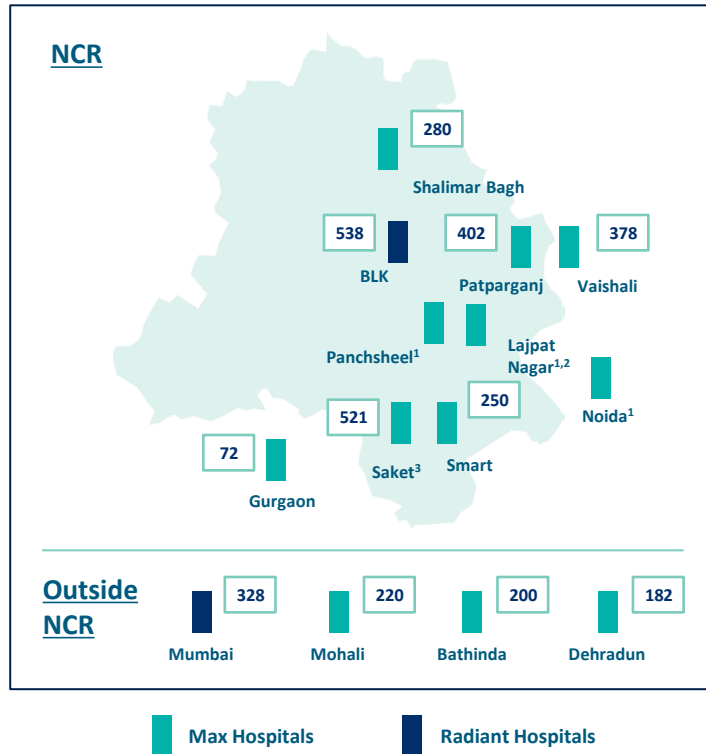 NCR
280
Shalimar Bagh
538
BLK
402
Patparganj
378
Vaishali
Panchsheel¹
Lajpat
Nagar¹,²
Noida¹
521
Saket³
250
Smart
72
Gurgaon
Outside
NCR
328
Mumbai
220
Mohali
200
Bathinda
182
Dehradun
Max Hospitals
Radiant Hospitals